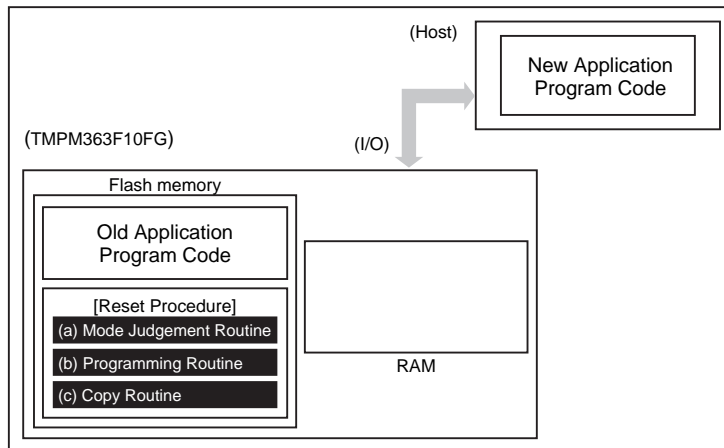 (Host)
New Application
Program Code
(TMPM363F10FG)
(I/O)
Flash memory
Old Application
Program Code
[Reset Procedure]
(a) Mode Judgement Routine
(b) Programming Routine
(c) Copy Routine
RAM